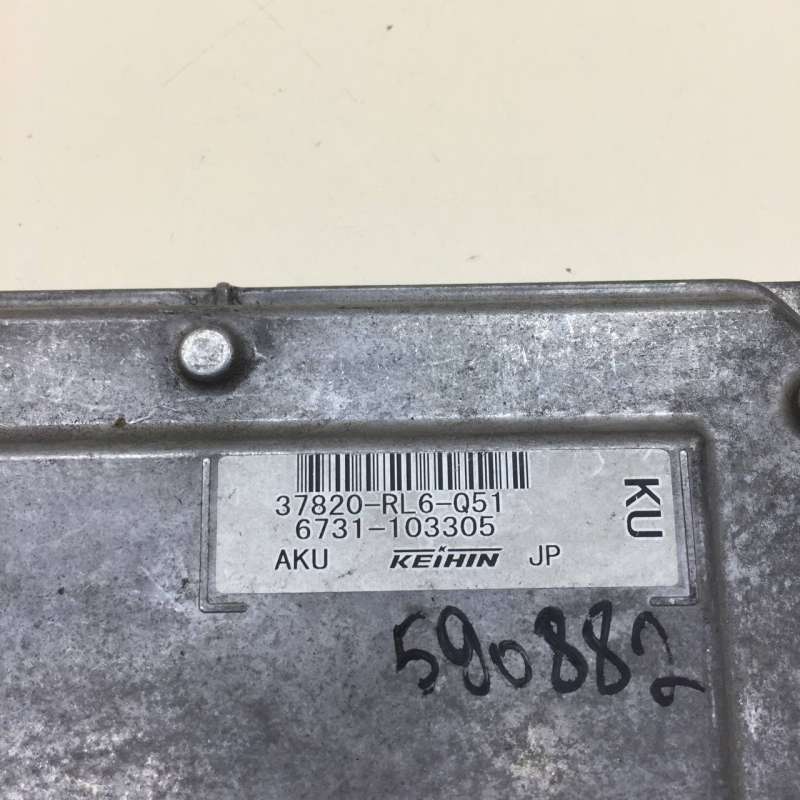 37820-RL6-Q51
6731-103305
AKU KEIHIN JP
KU
590882